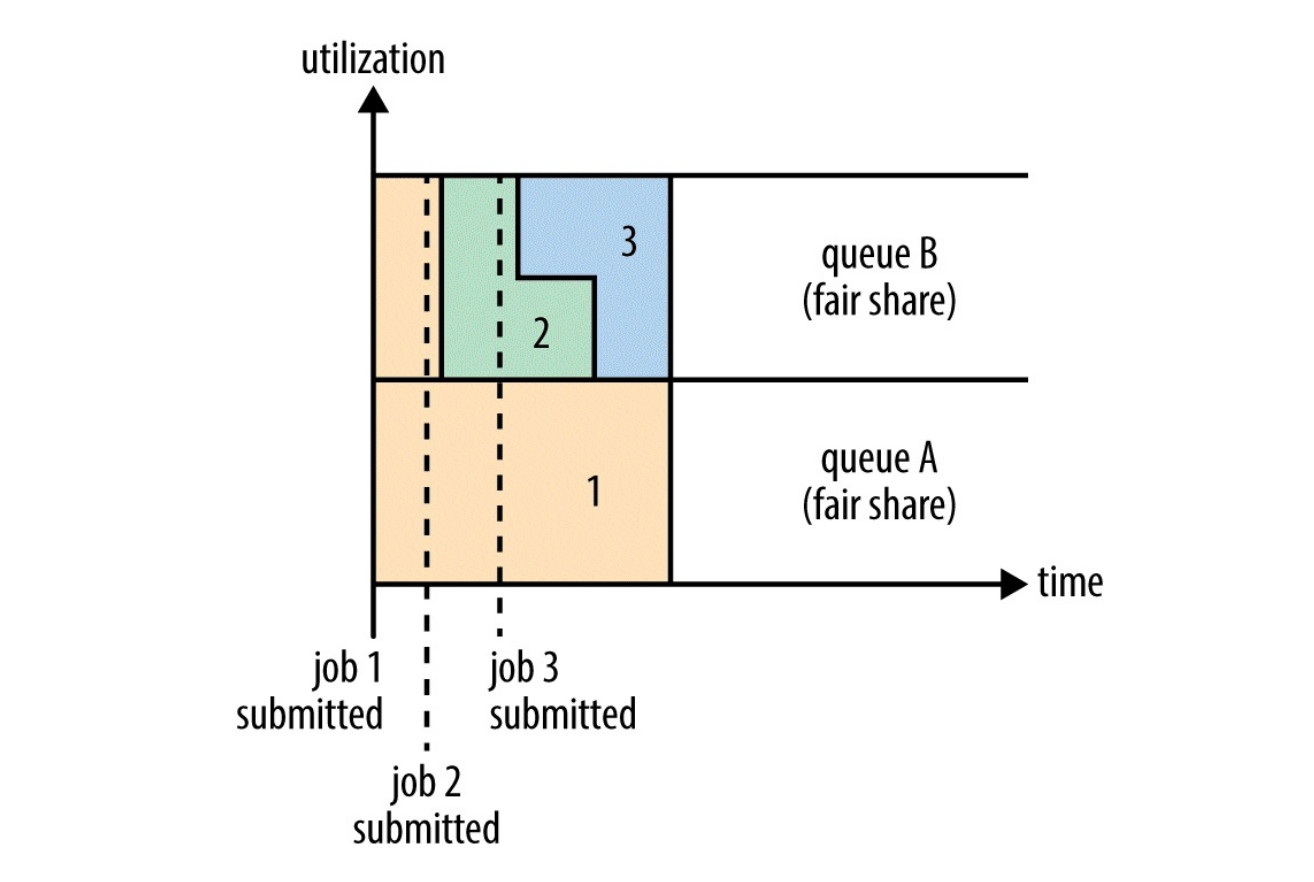 utilization
3
queue B
(fair share)
2
queue A
(fair share)
1
time
job 1
submitted
job 3
submitted
job 2
submitted